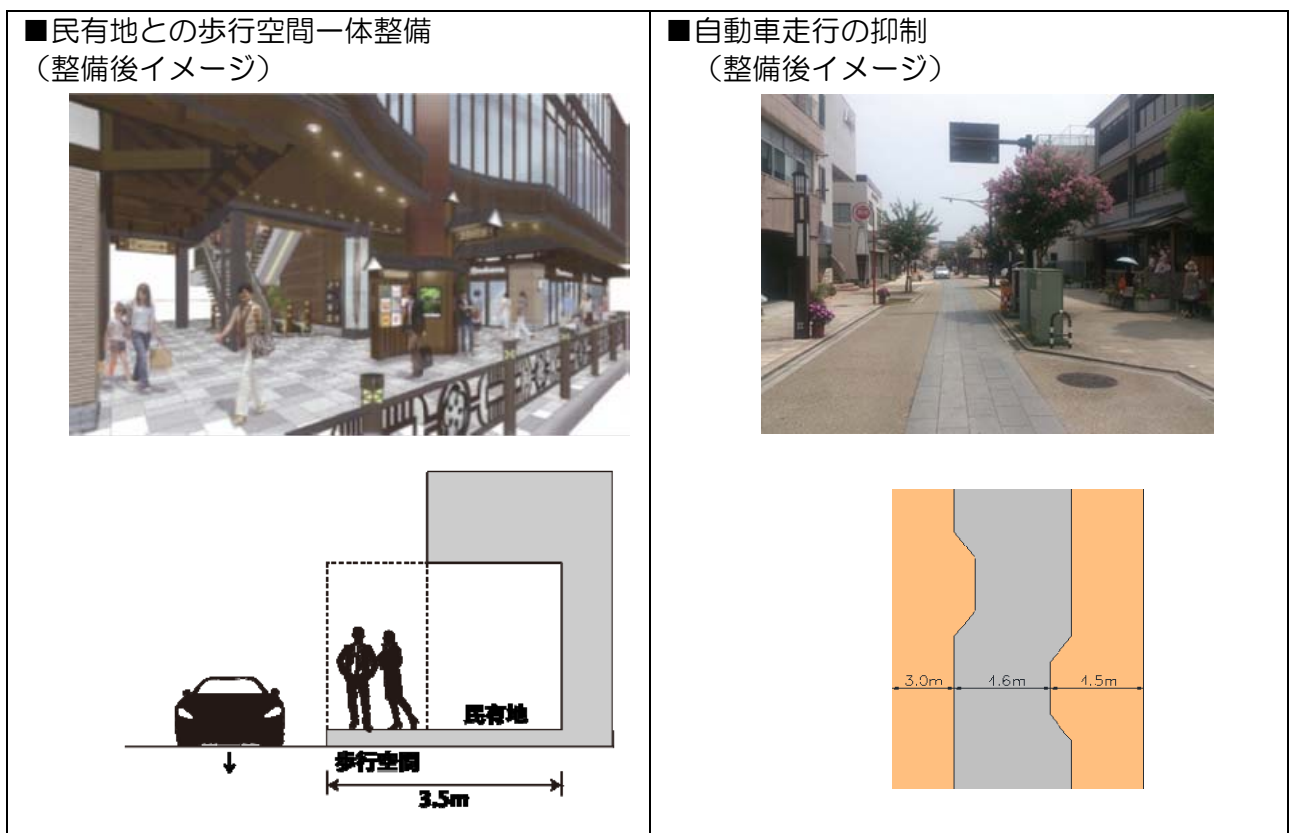 ■民有地との歩行空間一体整備
（整備後イメージ）
民有地
歩行空間
3.5m
■自動車走行の抑制
（整備後イメージ）
3.0m
4.6m
4.5m